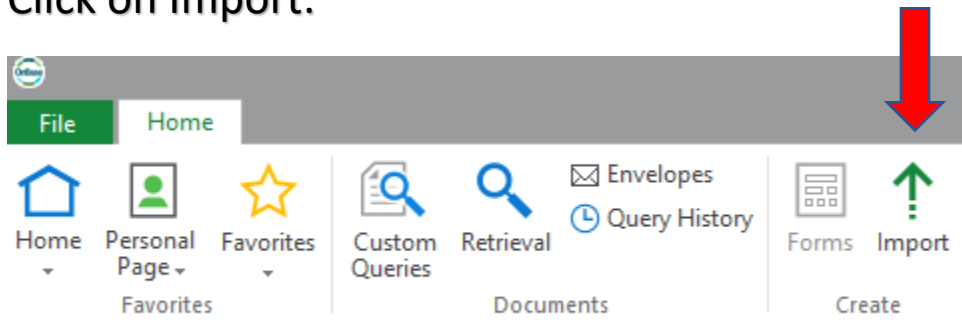 Click on Import.
OnBase
File Home
Home Personal Page Favorites Custom Queries Retrieval Envelopes Query History Forms Import
Favorites Documents Create